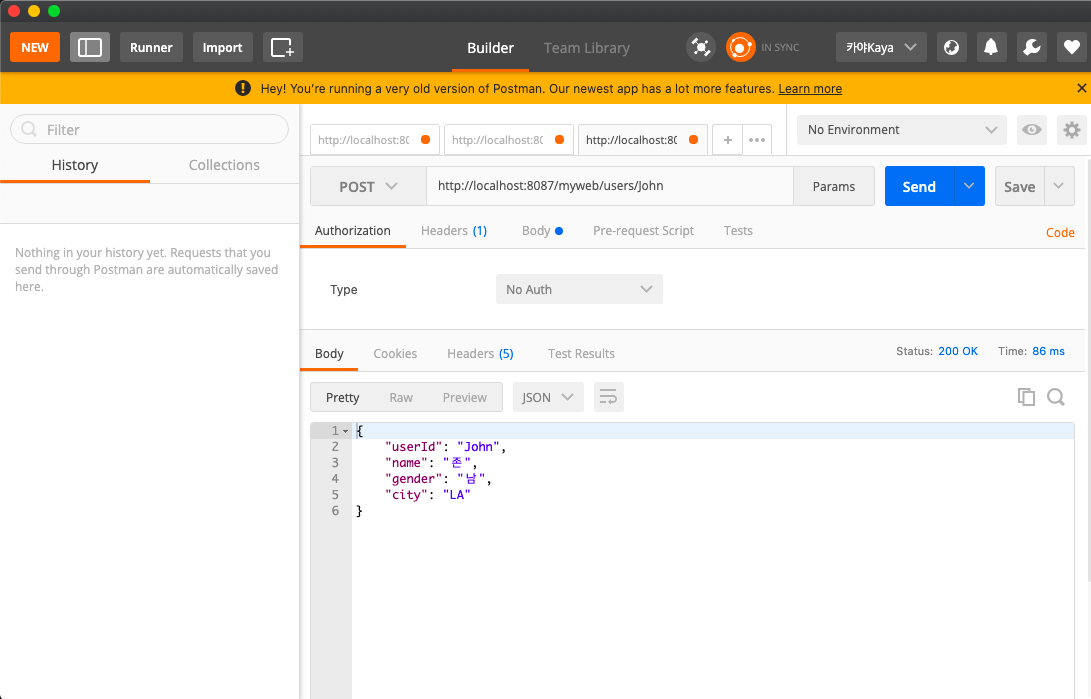 NEW Runner Import Builder Team Library IN SYNC 카야Kaya
Hey! You're running a very old version of Postman. Our newest app has a lot more features. Learn more
Filter
History Collections
Nothing in your history yet. Requests that you
send through Postman are automatically saved
here.
http://localhost:80 http://localhost:80 http://localhost:80 + ••• No Environment
POST http://localhost:8087/myweb/users/John Params Send Save
Authorization Headers (1) Body Pre-request Script Tests Code
Type No Auth
Body Cookies Headers (5) Test Results Status: 200 OK Time: 86 ms
Pretty Raw Preview JSON
1 {
2 "userId": "John",
3 "name": "존",
4 "gender": "남",
5 "city": "LA"
6 }